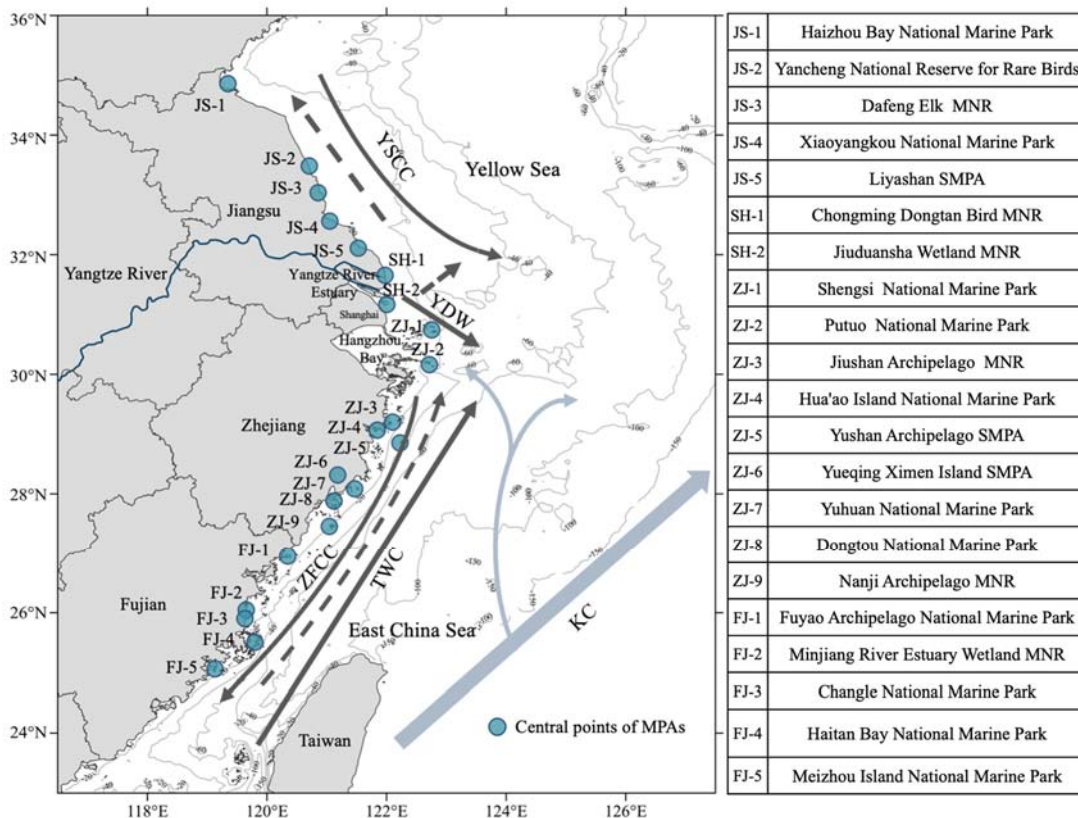 36°N
34°N
32°N
30°N
28°N
26°N
24°N
118°E
120°E
122°E
124°E
126°E
JS-1
JS-2
JS-3
Jiangsu
JS-4
JS-5
YSCC
Yellow Sea
Yangtze River
SH-1
Yangtze River
Estuary
SH-2
Shanghai
YDW
ZJ-1
Hangzhou
Bay
ZJ-2
Zhejiang
ZJ-3
ZJ-4
ZJ-5
ZJ-6
ZJ-7
ZJ-8
ZJ-9
FJ-1
ZFCC
TWC
FJ-2
Fujian
FJ-3
FJ-4
FJ-5
East China Sea
KC
Taiwan
Central points of MPAs
JS-1 Haizhou Bay National Marine Park
JS-2 Yancheng National Reserve for Rare Birds
JS-3 Dafeng Elk MNR
JS-4 Xiaoyangkou National Marine Park
JS-5 Liyashan SMPA
SH-1 Chongming Dongtan Bird MNR
SH-2 Jiuduansha Wetland MNR
ZJ-1 Shengsi National Marine Park
ZJ-2 Putuo National Marine Park
ZJ-3 Jiushan Archipelago MNR
ZJ-4 Hua'ao Island National Marine Park
ZJ-5 Yushan Archipelago SMPA
ZJ-6 Yueqing Ximen Island SMPA
ZJ-7 Yuhuan National Marine Park
ZJ-8 Dongtou National Marine Park
ZJ-9 Nanji Archipelago MNR
FJ-1 Fuyao Archipelago National Marine Park
FJ-2 Minjiang River Estuary Wetland MNR
FJ-3 Changle National Marine Park
FJ-4 Haitan Bay National Marine Park
FJ-5 Meizhou Island National Marine Park